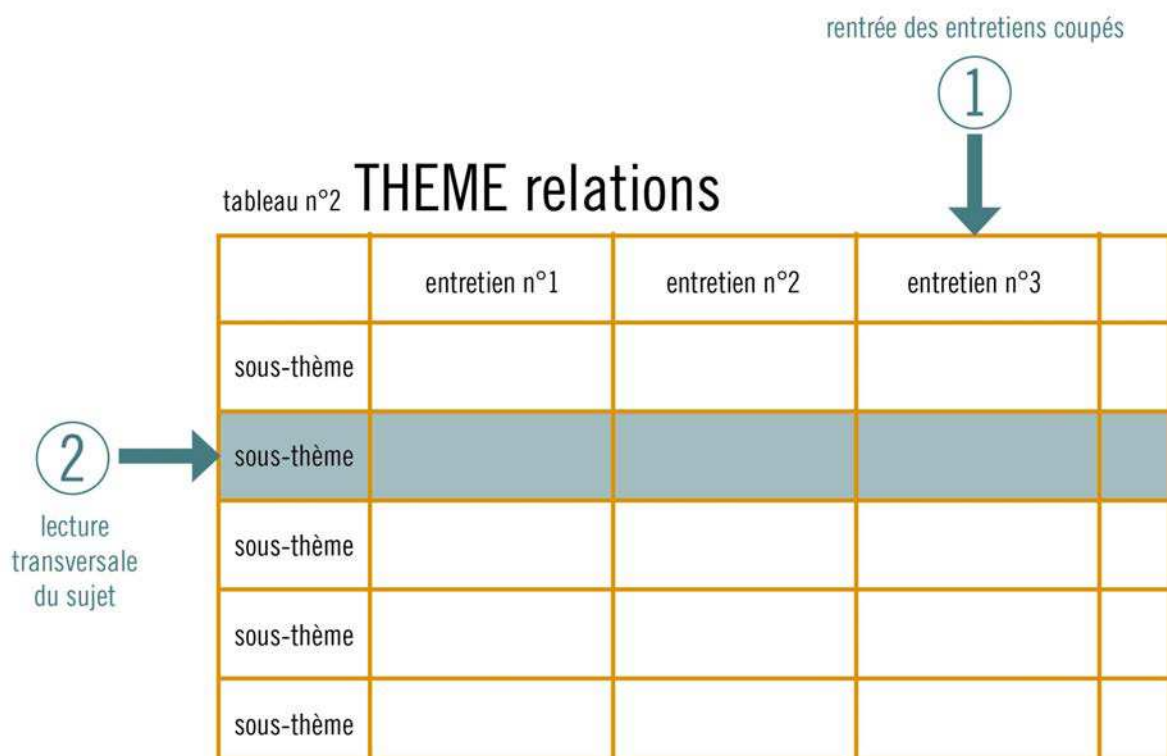 rentrée des entretiens coupés
1
tableau n°2 THEME relations
entretien n°1 entretien n°2 entretien n°3
sous-thème
2 sous-thème
lecture
transversale
du sujet
sous-thème
sous-thème
sous-thème